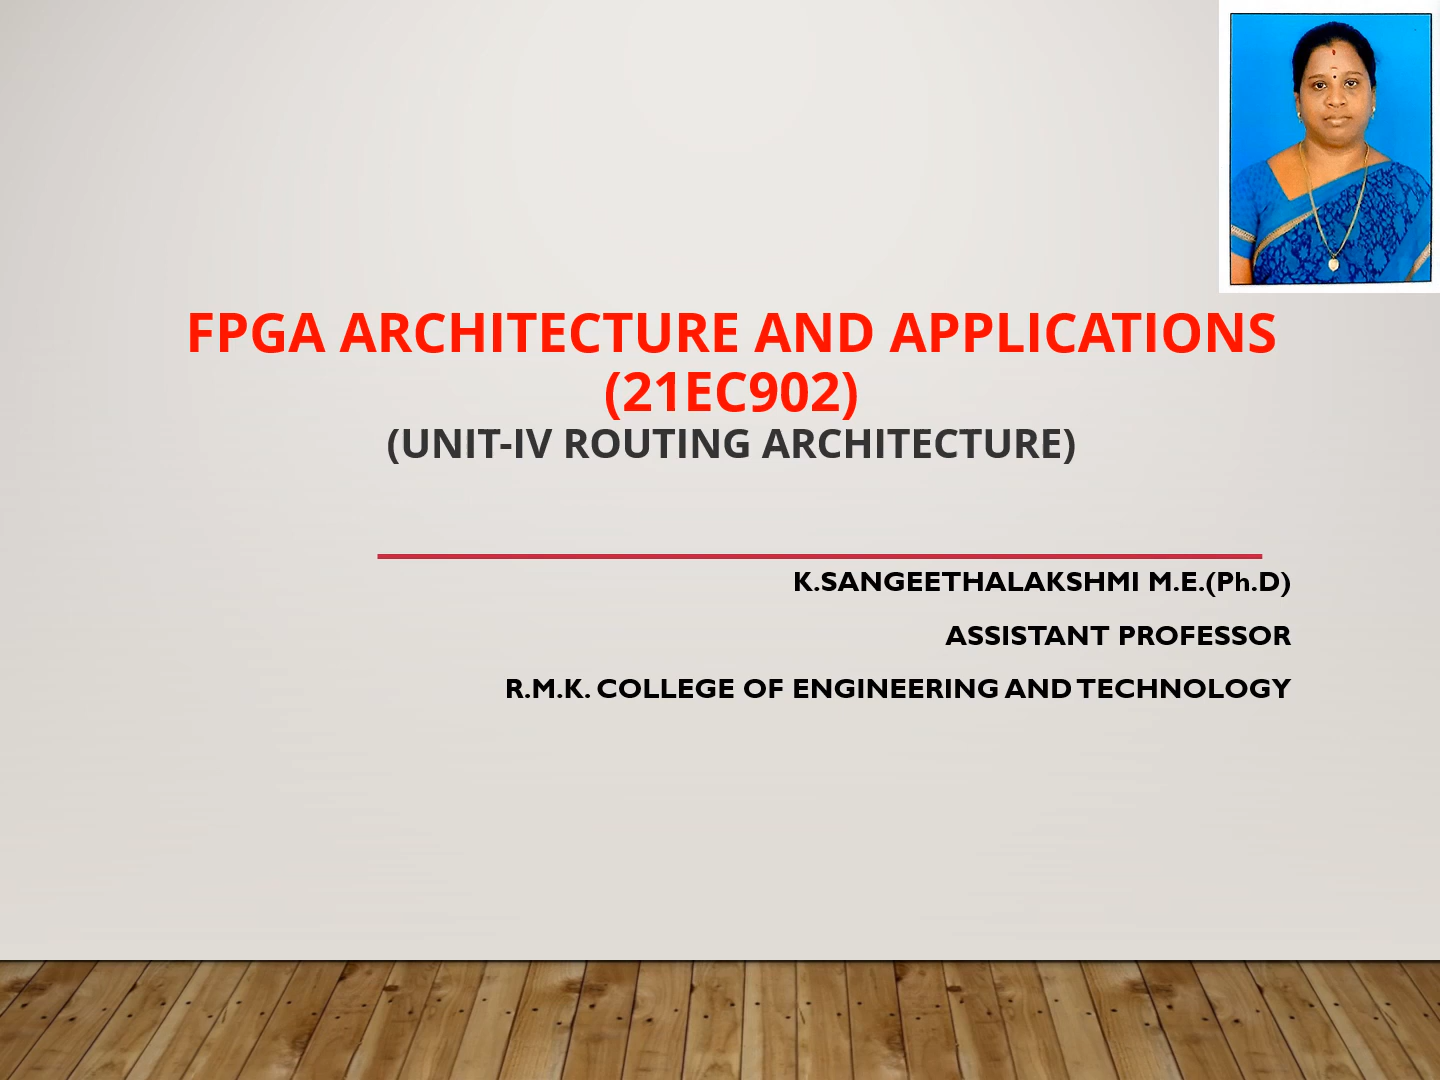 FPGA ARCHITECTURE AND APPLICATIONS
(21EC902)
(UNIT-IV ROUTING ARCHITECTURE)
K.SANGEETHALAKSHMI M.E.(Ph.D)
ASSISTANT PROFESSOR
R.M.K. COLLEGE OF ENGINEERING AND TECHNOLOGY